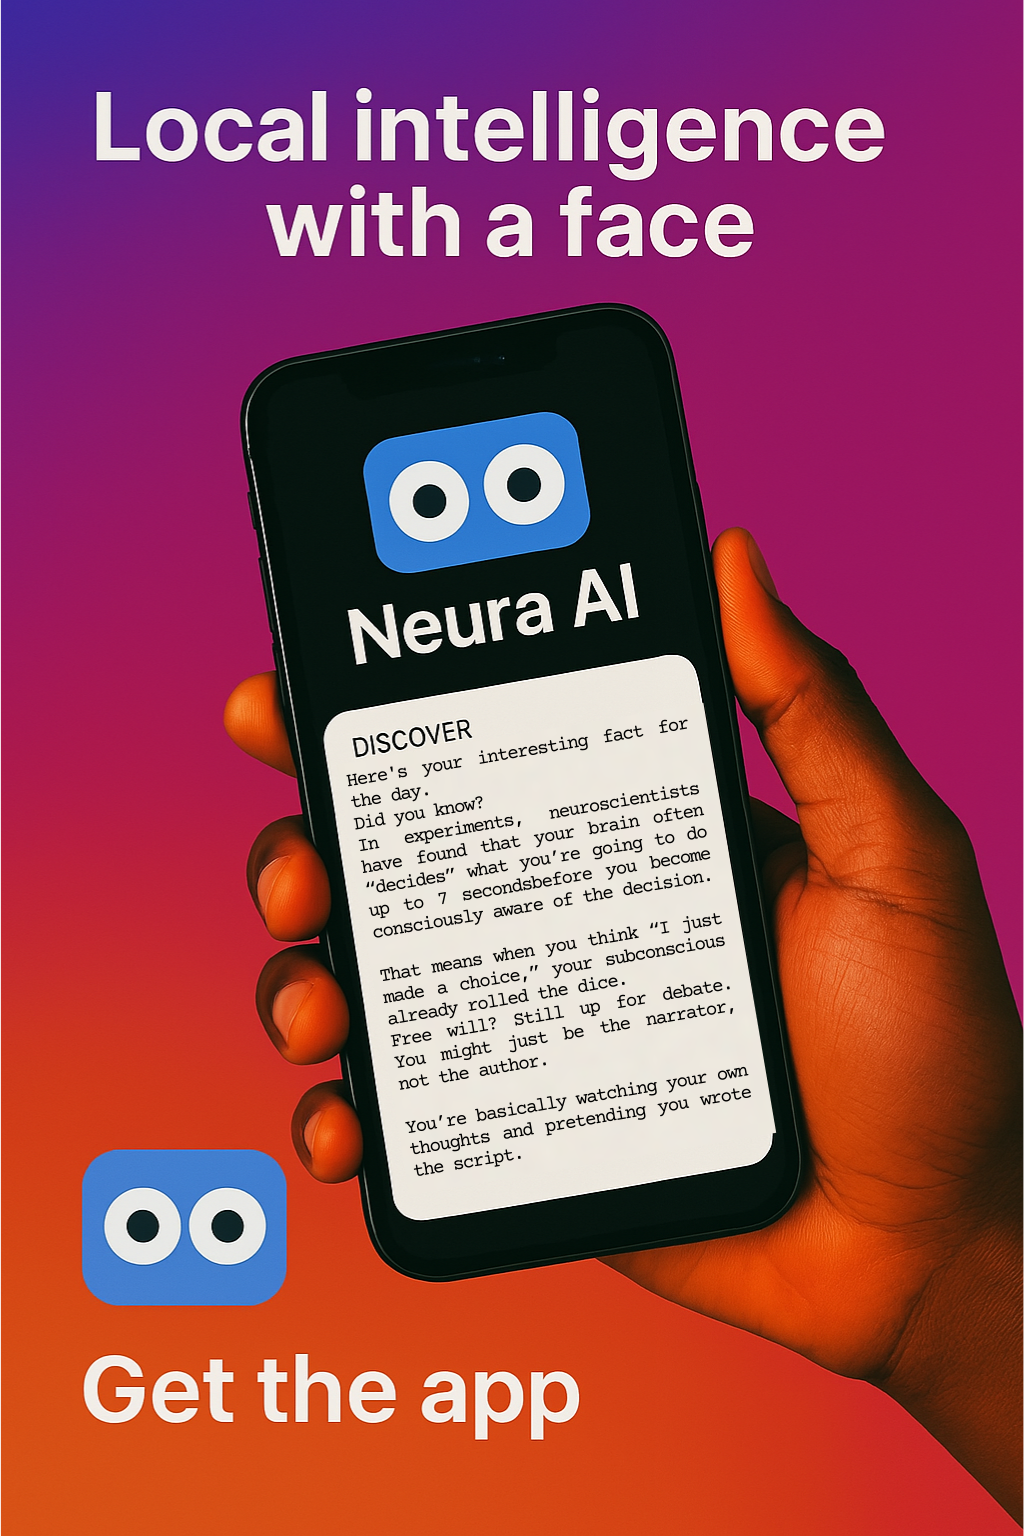 Local intelligence
with a face
Neura AI
DISCOVER
Here's your interesting fact for
the day.
Did you know?
In experiments, neuroscientists
have found that your brain often
“decides” what you’re going to do
up to 7 secondsbefore you become
consciously aware of the decision.
That means when you think “I just
made a choice,” your subconscious
already rolled the dice.
Free will? Still up for debate.
You might just be the narrator,
not the author.
You’re basically watching your own
thoughts and pretending you wrote
the script.
Get the app